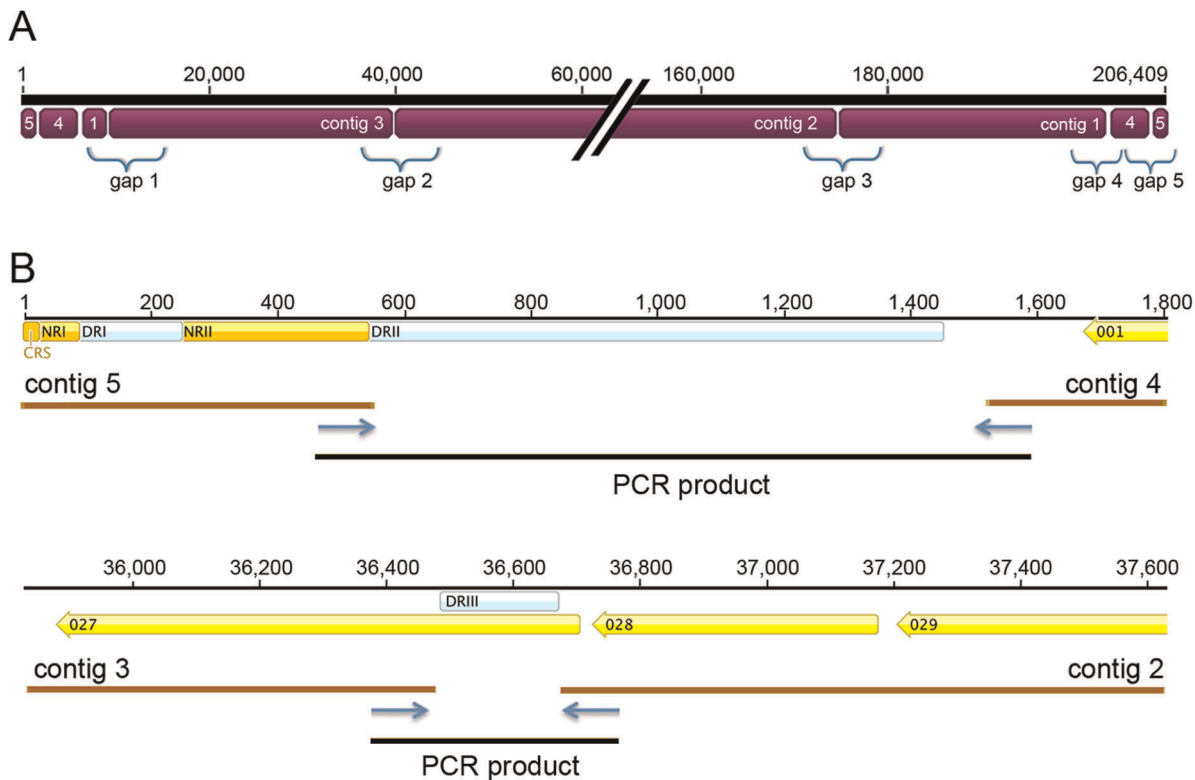 A
1 20,000 40,000 60,000 160,000 180,000 206,409
5 4 1 contig 3 contig 2 contig 1 4 5
gap 1 gap 2 gap 3 gap 4 gap 5
B
1 200 400 600 800 1,000 1,200 1,400 1,600 1,800
NRI DRI NRII DRII 001
CRS
contig 5 contig 4
PCR product
36,000 36,200 36,400 36,600 36,800 37,000 37,200 37,400 37,600
DRIII
027 028 029
contig 3 contig 2
PCR product